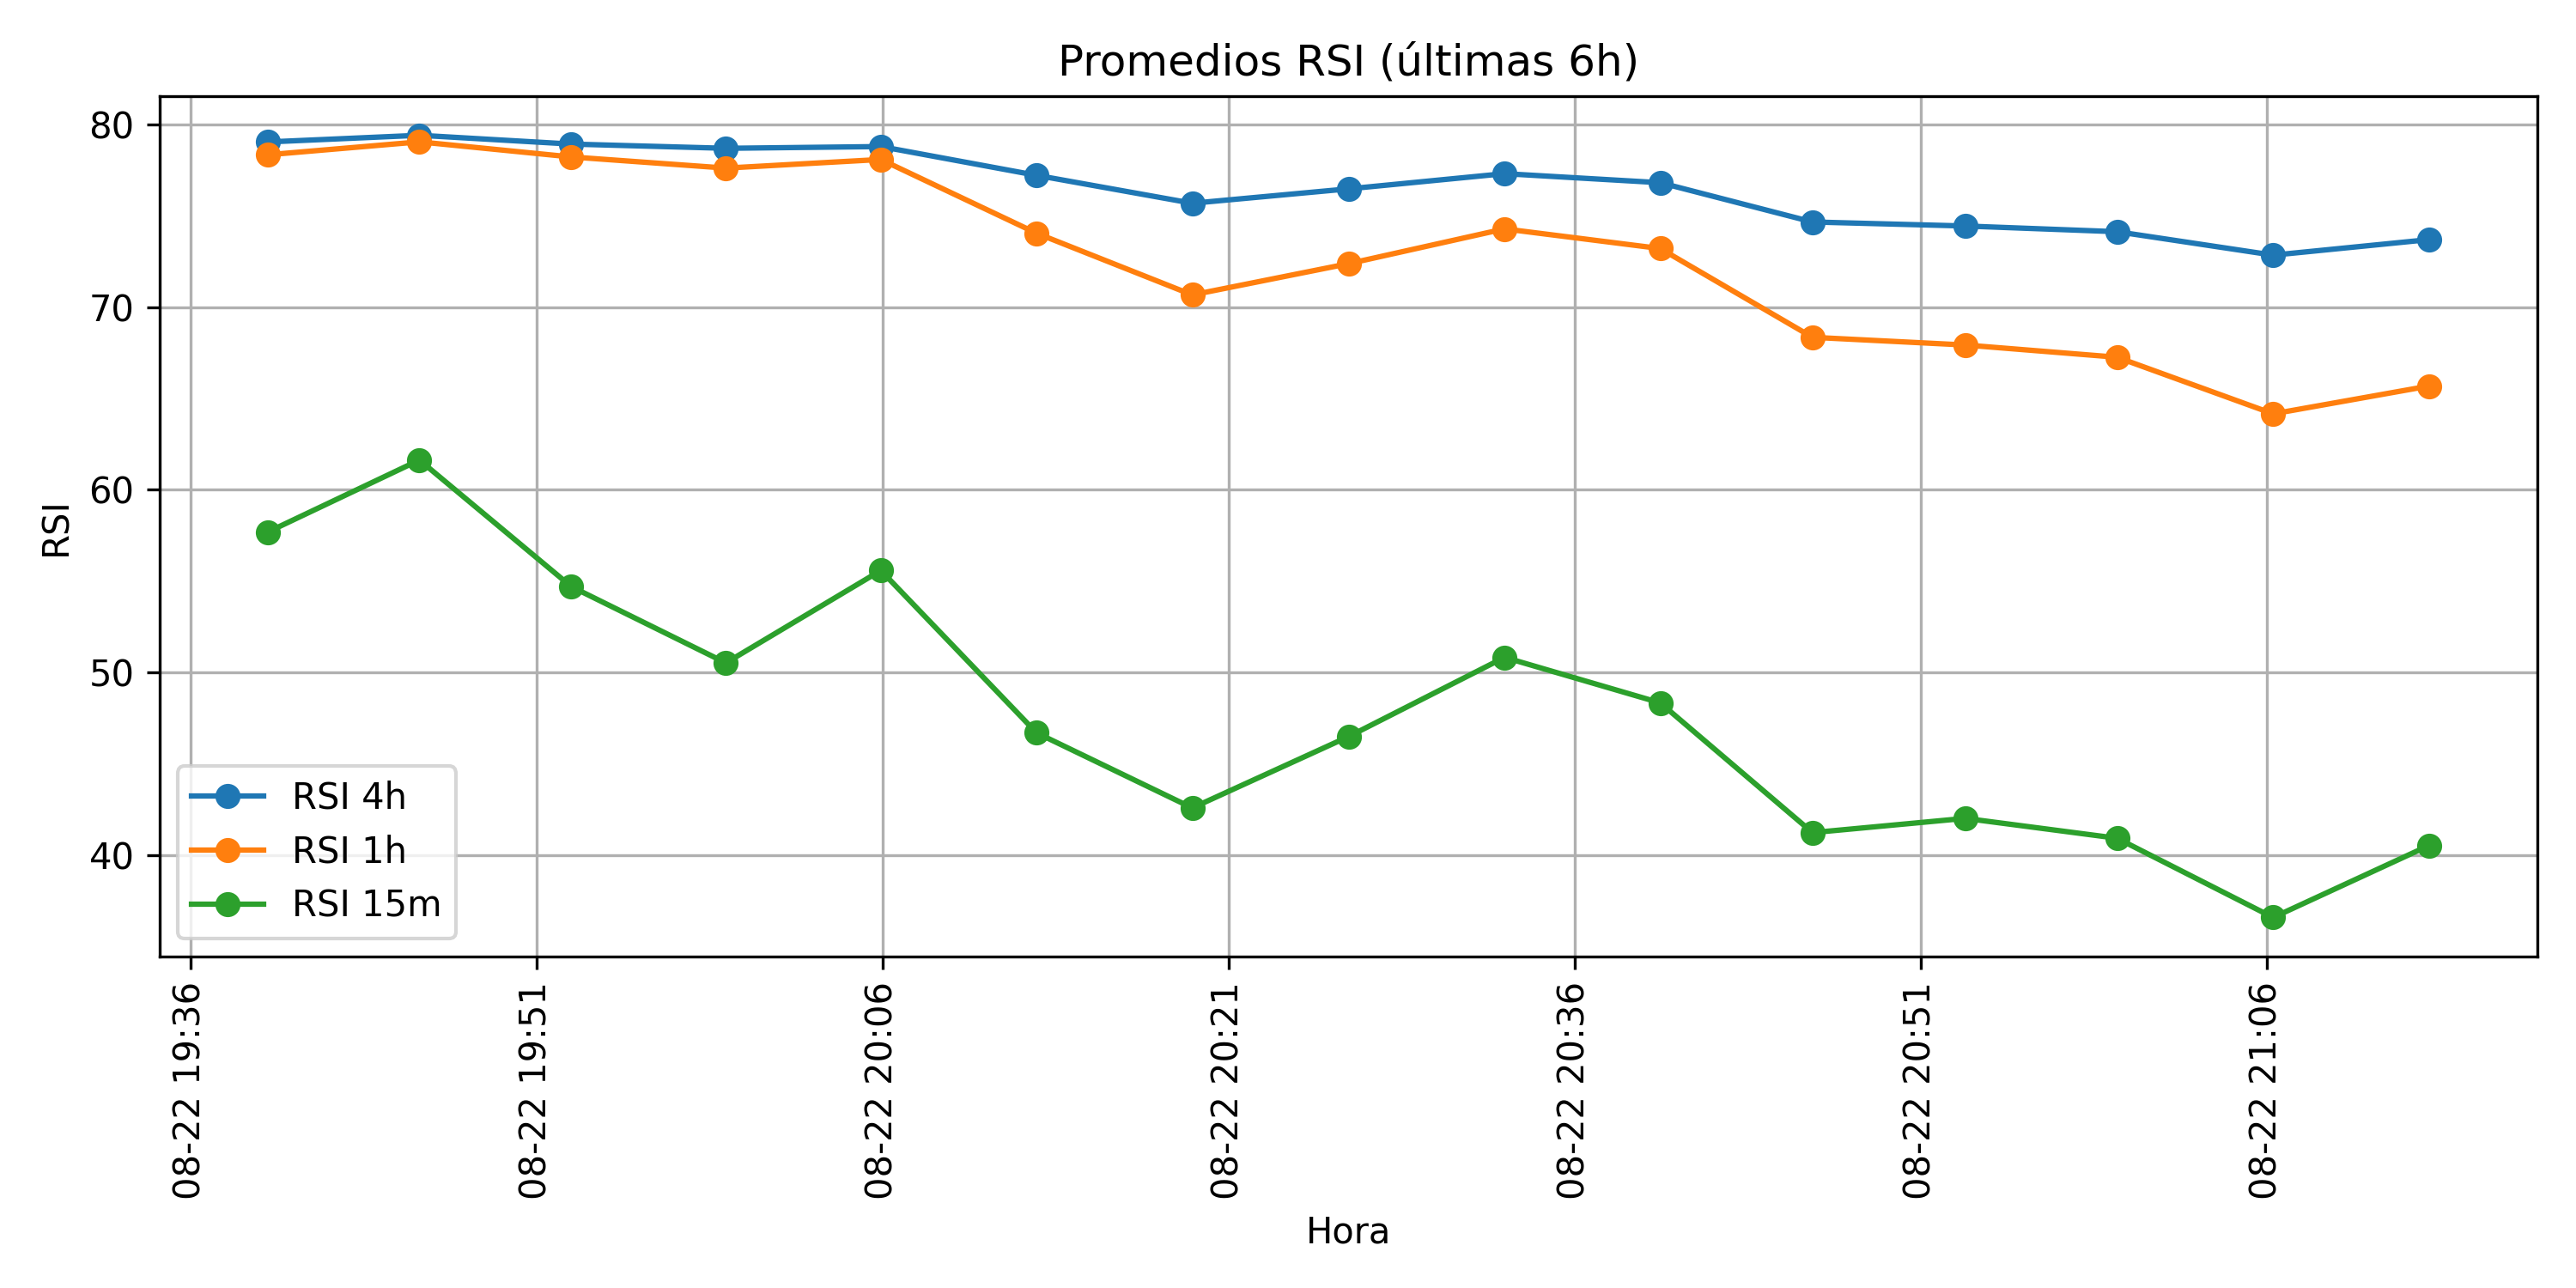 Promedios RSI (últimas 6h)
RSI
80
70
60
50
40
RSI 4h
RSI 1h
RSI 15m
08-22 19:36
08-22 19:51
08-22 20:06
08-22 20:21
08-22 20:36
08-22 20:51
08-22 21:06
Hora